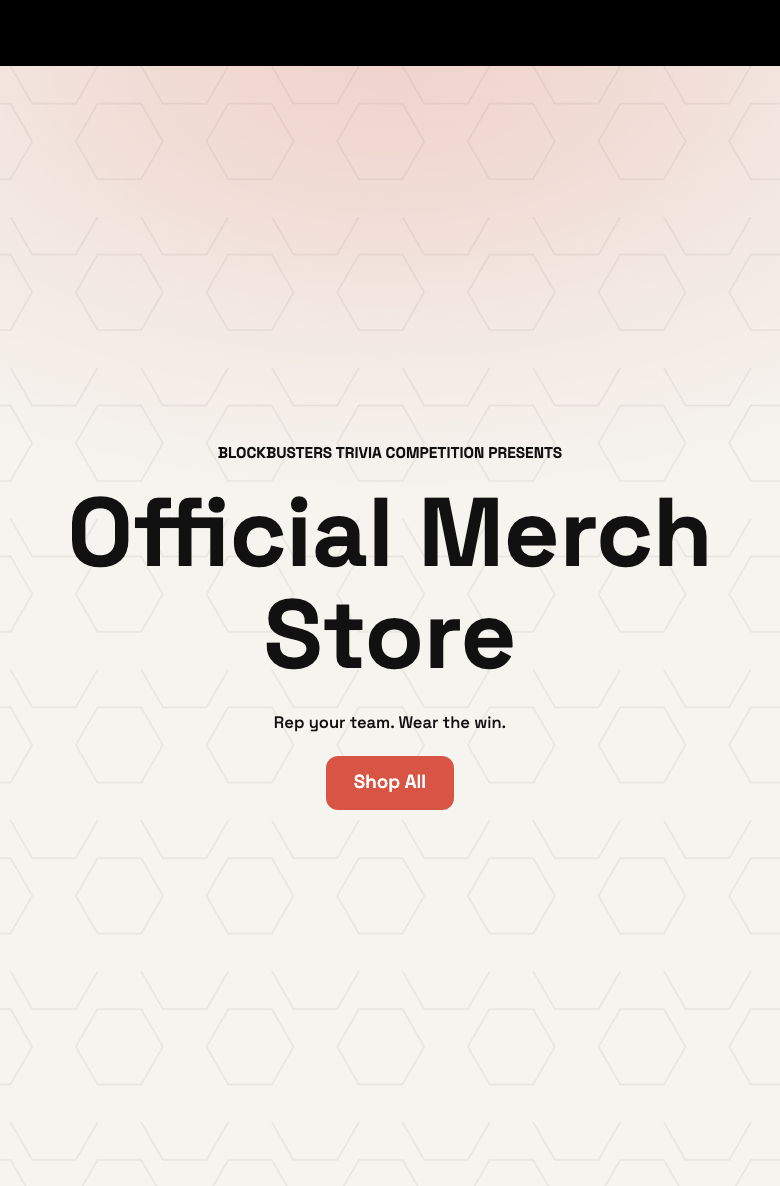 BLOCKBUSTERS TRIVIA COMPETITION PRESENTS
Official Merch
Store
Rep your team. Wear the win.
Shop All